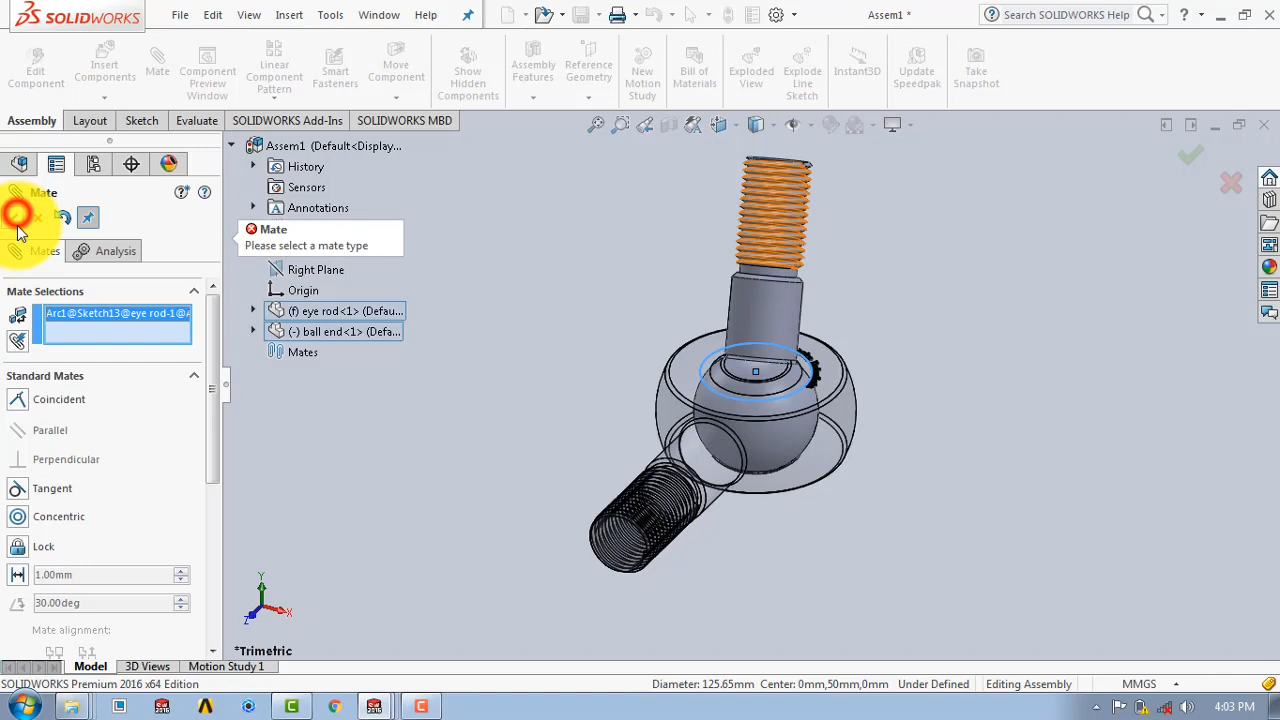 SOLIDWORKS
File
Edit
View
Insert
Tools
Window
Help
Assem1 *
Search SOLIDWORKS Help
?
Edit Component
Insert Components
Mate
Component Preview Window
Linear Component Pattern
Smart Fasteners
Move Component
Show Hidden Components
Assembly Features
Reference Geometry
New Motion Study
Bill of Materials
Exploded View
Explode Line Sketch
Instant3D
Update Speedpak
Take Snapshot
Assembly
Layout
Sketch
Evaluate
SOLIDWORKS Add-Ins
SOLIDWORKS MBD
Mate
Mates
Analysis
Mate Selections
Arc1@Sketch13@eye rod-1@A
Standard Mates
Coincident
Parallel
Perpendicular
Tangent
Concentric
Lock
1.00mm
30.00deg
Mate alignment:
Assem1 (Default<Display...
History
Sensors
Annotations
Mate
Please select a mate type
Right Plane
Origin
(f) eye rod<1> (Defau...
(-) ball end<1> (Defa...
Mates
Y
X
Z
*Trimetric
Model
3D Views
Motion Study 1
SOLIDWORKS Premium 2016 x64 Edition
Diameter: 125.65mm Center: 0mm,50mm,0mm
Under Defined
Editing Assembly
MMGS
4:03 PM